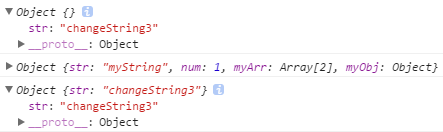 ▼ Object {} i
str: "changeString3"
▶ __proto__: Object
▶ Object {str: "myString", num: 1, myArr: Array[2], myObj: Object}
▼ Object {str: "changeString3"} i
str: "changeString3"
▶ __proto__: Object